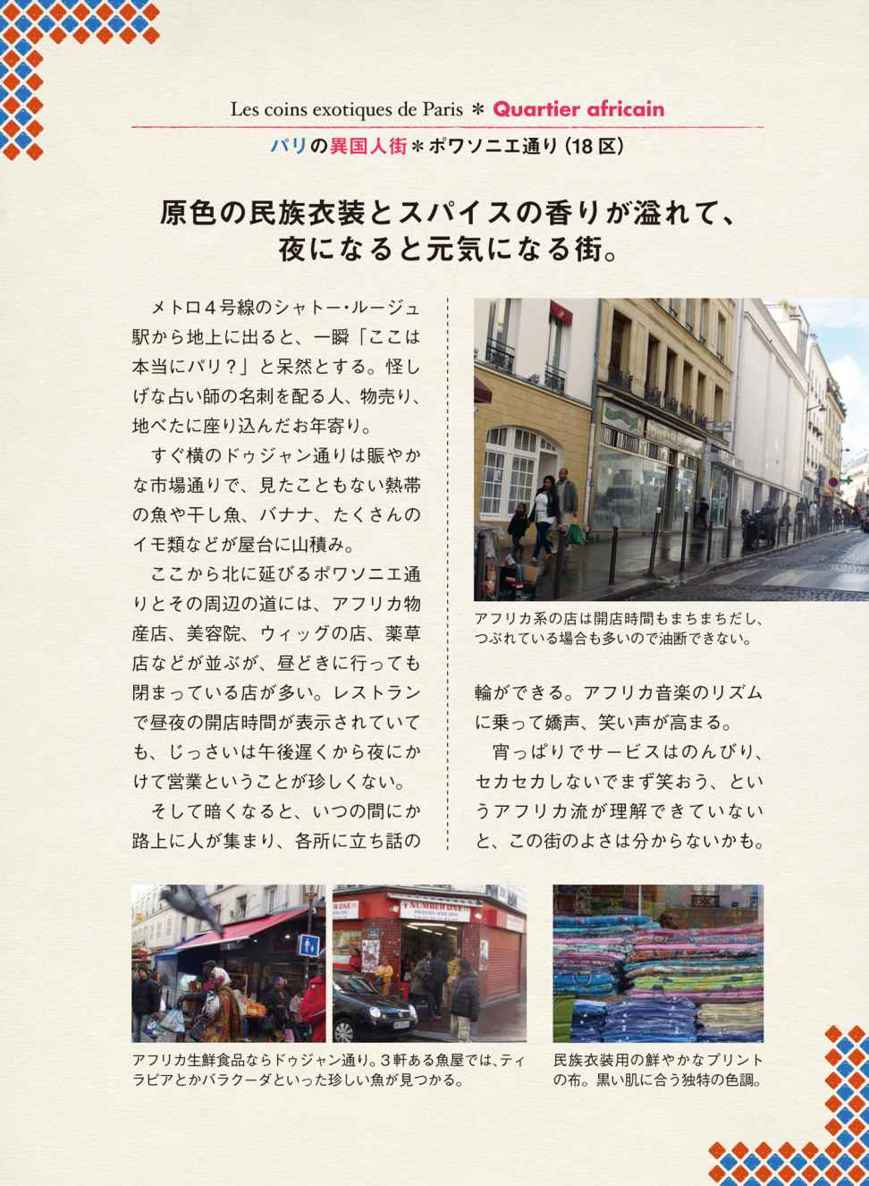 Les coins exotiques de Paris ＊ Quartier africain
パリの異国人街＊ポワソニエ通り（18 区）
原色の民族衣装とスパイスの香りが溢れて、
夜になると元気になる街。
メトロ４号線のシャトー・ルージュ
駅から地上に出ると、一瞬「ここは
本当にパリ？」と呆然とする。怪し
げな占い師の名刺を配る人、物売り、
地べたに座り込んだお年寄り。
すぐ横のドゥジャン通りは賑やか
な市場通りで、見たこともない熱帯
の魚や干し魚、バナナ、たくさんの
イモ類などが屋台に山積み。
ここから北に延びるポワソニエ通
りとその周辺の道には、アフリカ物
産店、美容院、ウィッグの店、薬草
店などが並ぶが、昼どきに行っても
閉まっている店が多い。レストラン
で昼夜の開店時間が表示されていて
も、じっさいは午後遅くから夜にか
けて営業ということが珍しくない。
そして暗くなると、いつの間にか
路上に人が集まり、各所に立ち話の
アフリカ系の店は開店時間もまちまちだし、
つぶれている場合も多いので油断できない。
輪ができる。アフリカ音楽のリズム
に乗って嬌声、笑い声が高まる。
宵っぱりでサービスはのんびり、
セカセカしないでまず笑おう、とい
うアフリカ流が理解できていない
と、この街のよさは分からないかも。
NUMBER ONE
アフリカ生鮮食品ならドゥジャン通り。３軒ある魚屋では、ティ
ラピアとかバラクーダといった珍しい魚が見つかる。
民族衣装用の鮮やかなプリント
の布。黒い肌に合う独特の色調。